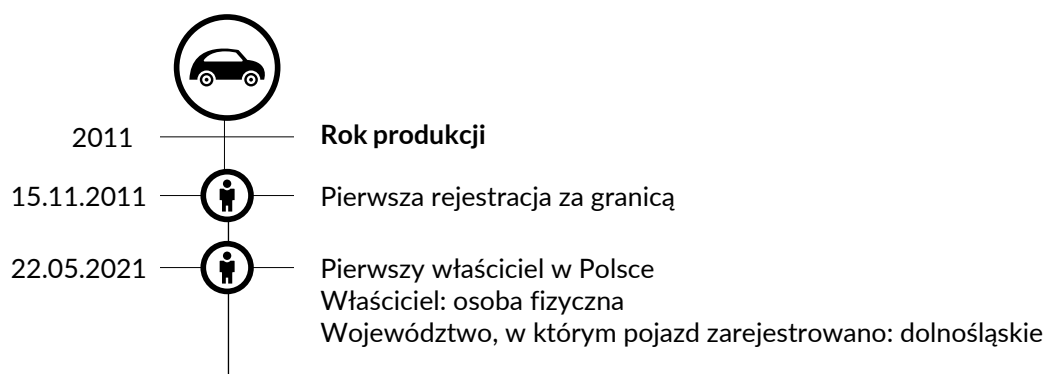 2011 Rok produkcji
15.11.2011 Pierwsza rejestracja za granicą
22.05.2021 Pierwszy właściciel w Polsce
Właściciel: osoba fizyczna
Województwo, w którym pojazd zarejestrowano: dolnośląskie